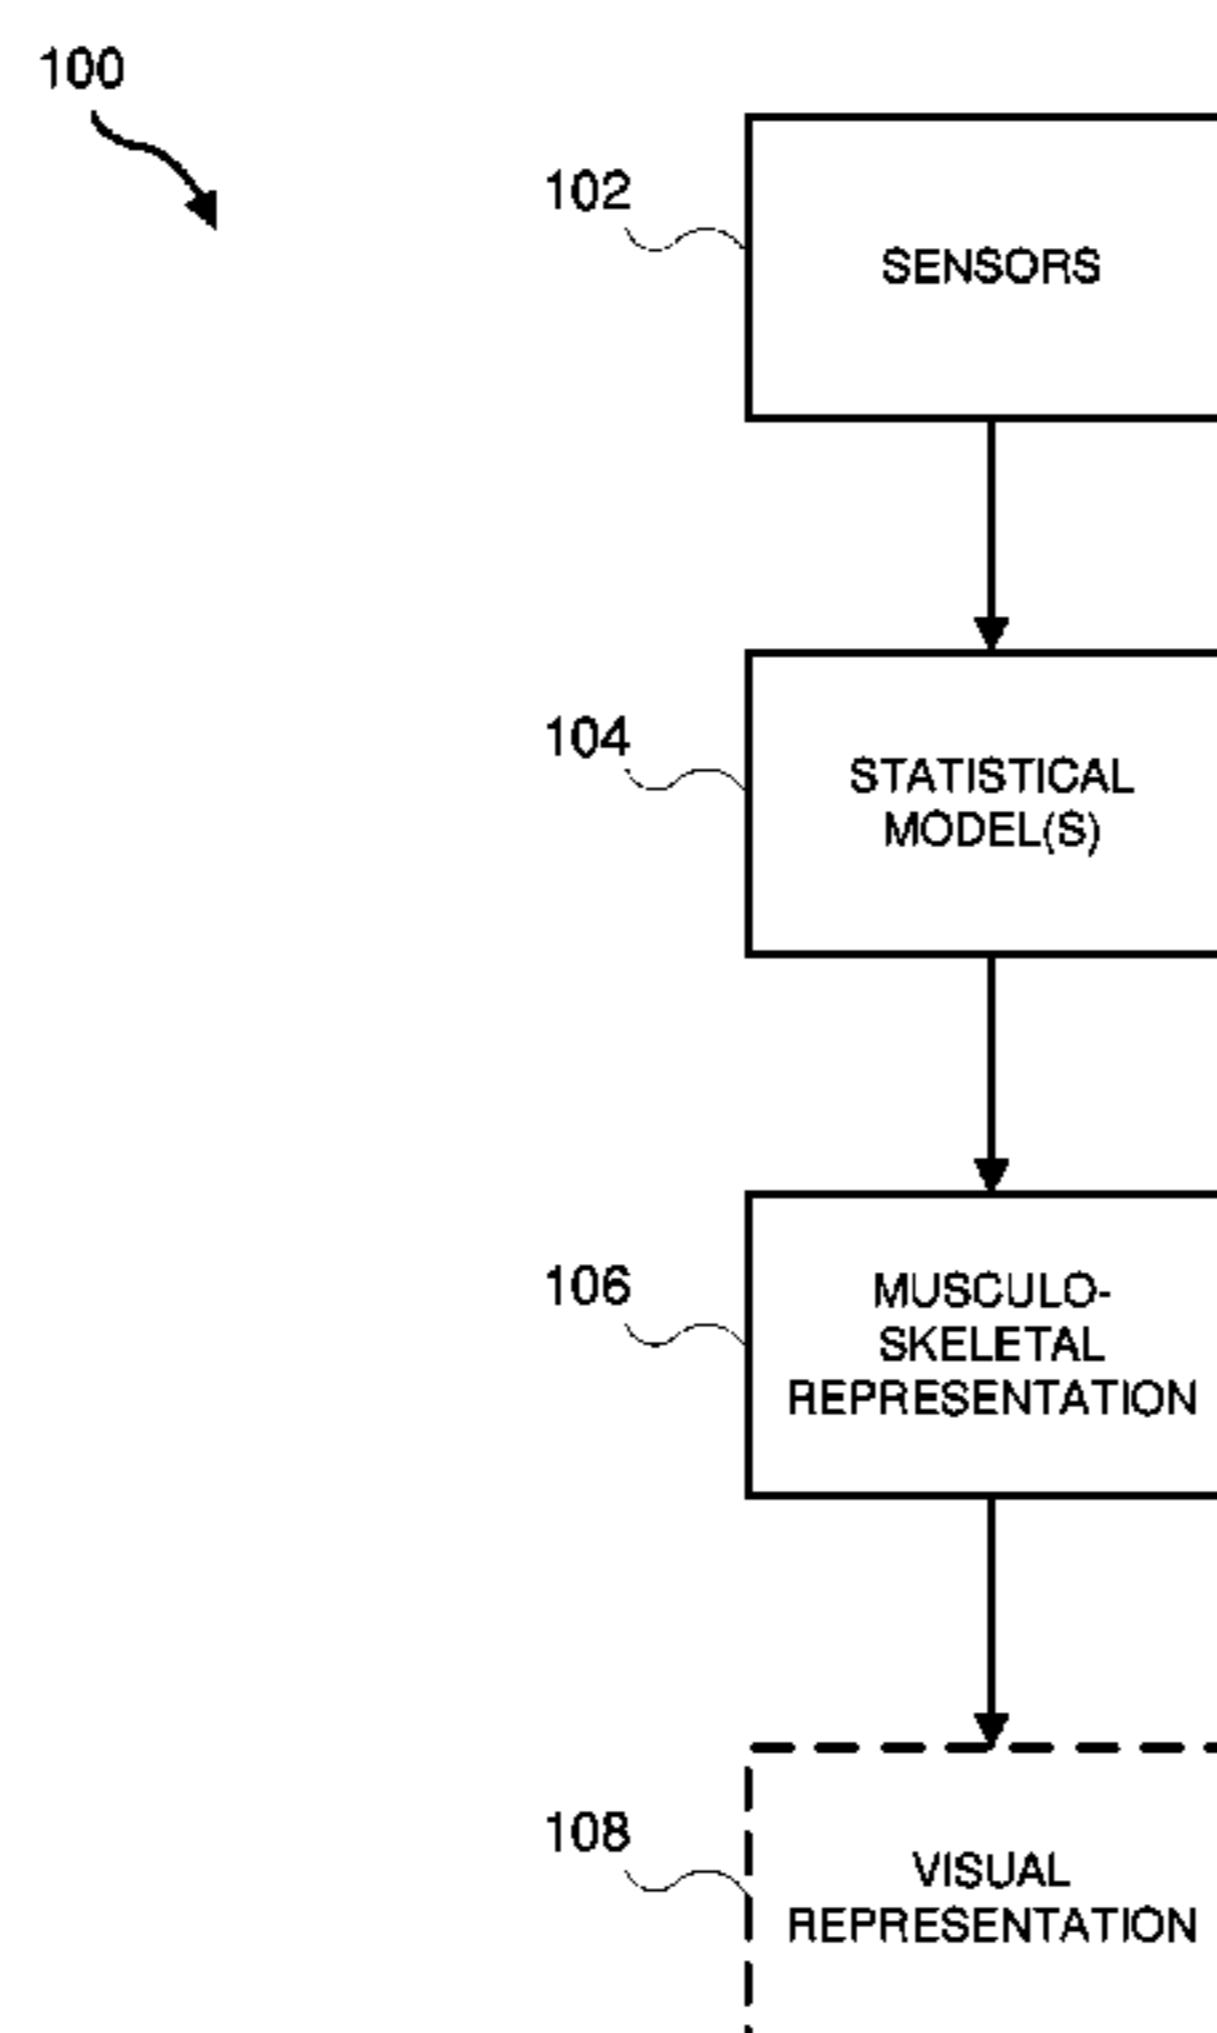 100
102
SENSORS
104
STATISTICAL
MODEL(S)
106
MUSCULO-
SKELETAL
REPRESENTATION
108
VISUAL
REPRESENTATION